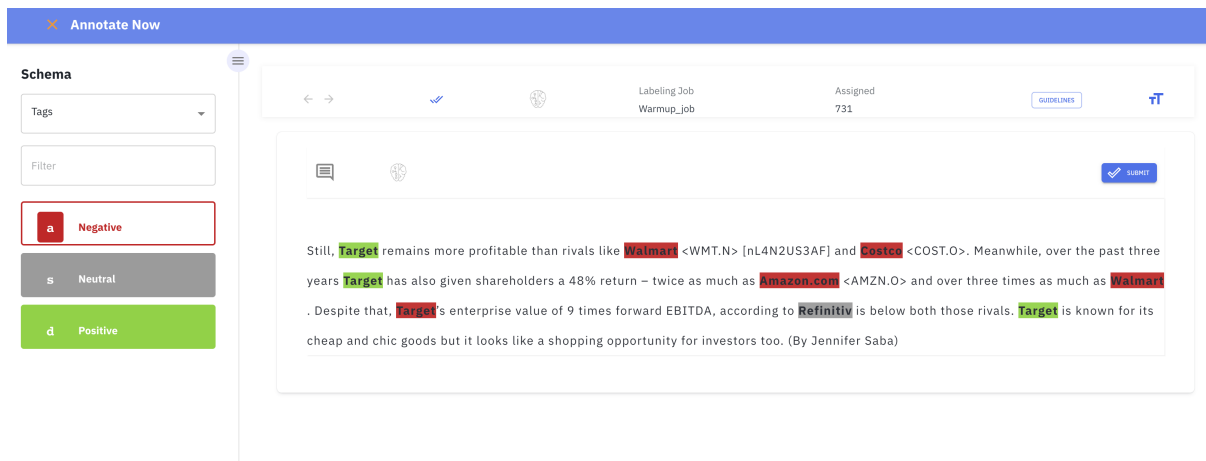 Annotate Now
Schema
Tags
Filter
a Negative
s Neutral
d Positive
Labeling Job
Warmup_job
Assigned
731
GUIDELINES
TT
SUBMIT
Still, Target remains more profitable than rivals like Walmart <WMT.N> [nL4N2US3AF] and Costco <COST.O>. Meanwhile, over the past three
years Target has also given shareholders a 48% return – twice as much as Amazon.com <AMZN.O> and over three times as much as Walmart
. Despite that, Target's enterprise value of 9 times forward EBITDA, according to Refinitiv is below both those rivals. Target is known for its
cheap and chic goods but it looks like a shopping opportunity for investors too. (By Jennifer Saba)